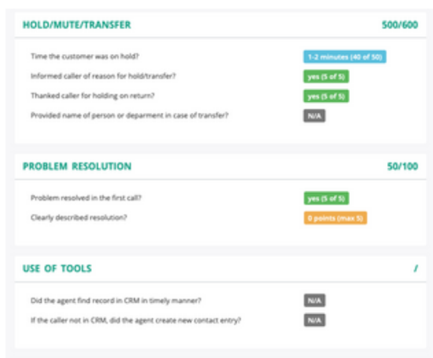 HOLD/MUTE/TRANSFER 500/600
Time the customer was on hold? 1-2 minutes (40 of 50)
Informed caller of reason for hold/transfer? yes (5 of 5)
Thanked caller for holding on return? yes (5 of 5)
Provided name of person or deparment in case of transfer? N/A
PROBLEM RESOLUTION 50/100
Problem resolved in the first call? yes (5 of 5)
Clearly described resolution? 0 points (max 5)
USE OF TOOLS /
Did the agent find record in CRM in timely manner? N/A
If the caller not in CRM, did the agent create new contact entry? N/A